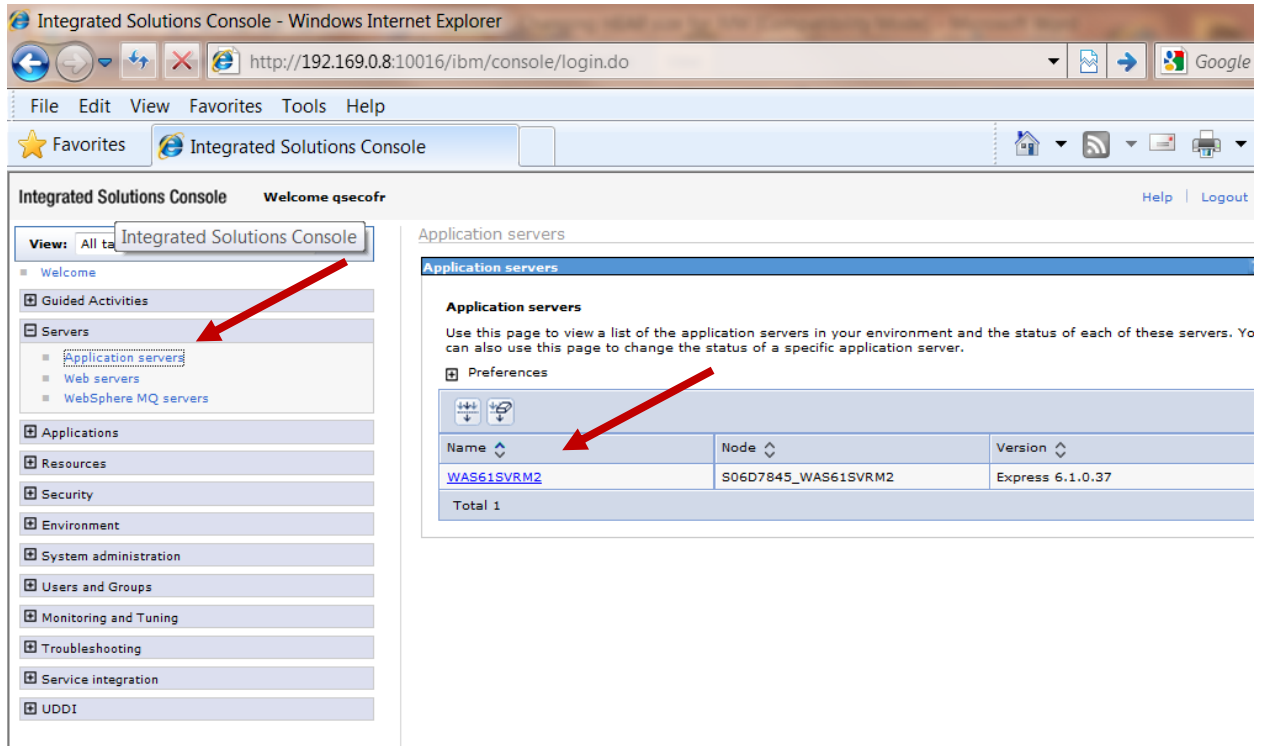 Integrated Solutions Console - Windows Internet Explorer
http://192.169.0.8:10016/ibm/console/login.do
Google
File Edit View Favorites Tools Help
Favorites
Integrated Solutions Console
Integrated Solutions Console
Welcome qsecofr
Help
Logout
View: All ta
Integrated Solutions Console
Welcome
Guided Activities
Servers
Application servers
Web servers
WebSphere MQ servers
Applications
Resources
Security
Environment
System administration
Users and Groups
Monitoring and Tuning
Troubleshooting
Service integration
UDDI
Application servers
Application servers
Application servers
Use this page to view a list of the application servers in your environment and the status of each of these servers. Yo
can also use this page to change the status of a specific application server.
Preferences
Name Node Version
WAS61SVRM2 S06D7845_WAS61SVRM2 Express 6.1.0.37
Total 1